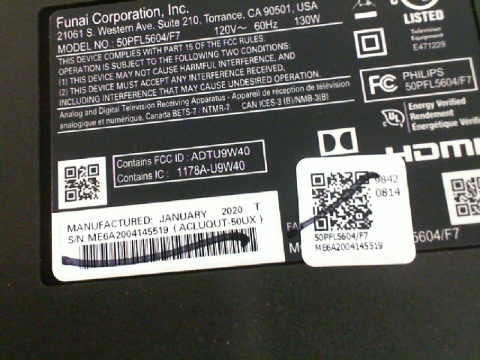 Funai Corporation, Inc.
21061 S. Western Ave. Suite 210, Torrance, CA 90501, USA
MODEL NO : 50PFL5604/F7 120V~ 60Hz 130W
THIS DEVICE COMPLIES WITH PART 15 OF THE FCC RULES.
OPERATION IS SUBJECT TO THE FOLLOWING TWO CONDITIONS:
(1) THIS DEVICE MAY NOT CAUSE HARMFUL INTERFERENCE, AND
(2) THIS DEVICE MUST ACCEPT ANY INTERFERENCE RECEIVED,
INCLUDING INTERFERENCE THAT MAY CAUSE UNDESIRED OPERATION.
Analog and Digital Television Receiving Apparatus - Appareil de réception de télévision
analogique et numérique, Canada BETS-7 / NTMR-7. CAN ICES-3 (B)/NMB-3(B)
UL
LISTED
Television Equipment
E471229
FC
PHILIPS
50PFL5604/F7
UL
Energy Verified
Rendement
Énergétique Vérifié
HDMI
Contains FCC ID : ADTU9W40
Contains IC : 1178A-U9W40
MANUFACTURED: JANUARY 2020 T
S/N ME6A2004145519 (ACLUQUT-50UX)
0842
0814
50PFL5604/F7
ME6A2004145519
5604/F7